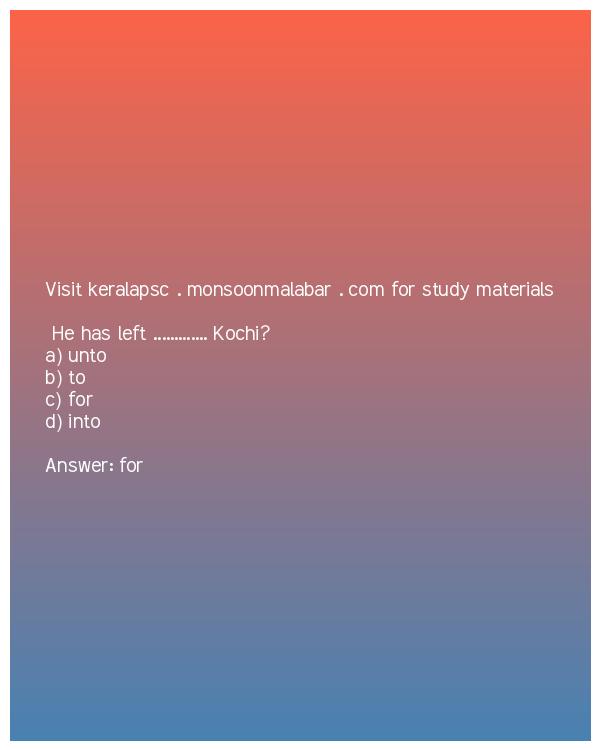 Visit keralapsc . monsoonmalabar . com for study materials
He has left ............. Kochi?
a) unto
b) to
c) for
d) into
Answer: for